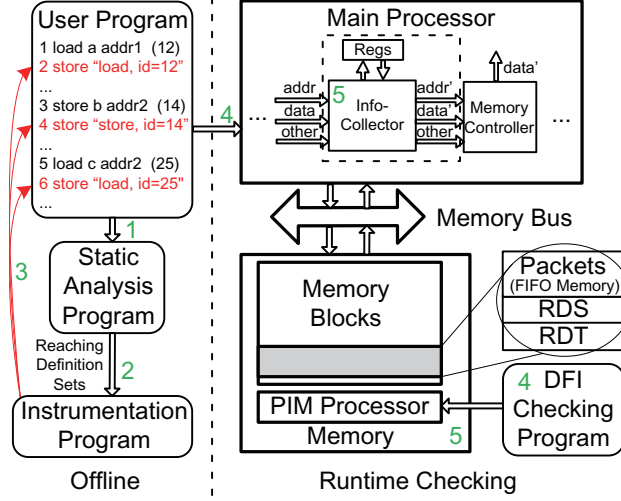 User Program
1 load a addr1 (12)
2 store “load, id=12”
...
3 store b addr2 (14)
4 store “store, id=14”
...
5 load c addr2 (25)
6 store “load, id=25"
...
1
3
Static
Analysis
Program
Reaching
Definition
Sets
2
Instrumentation
Program
Offline
4
Main Processor
Regs
...
addr
data
other
5
Info-
Collector
addr'
data'
other
data'
Memory
Controller
...
Memory Bus
Memory
Blocks
Packets
(FIFO Memory)
RDS
RDT
PIM Processor
Memory
5
4 DFI
Checking
Program
Runtime Checking